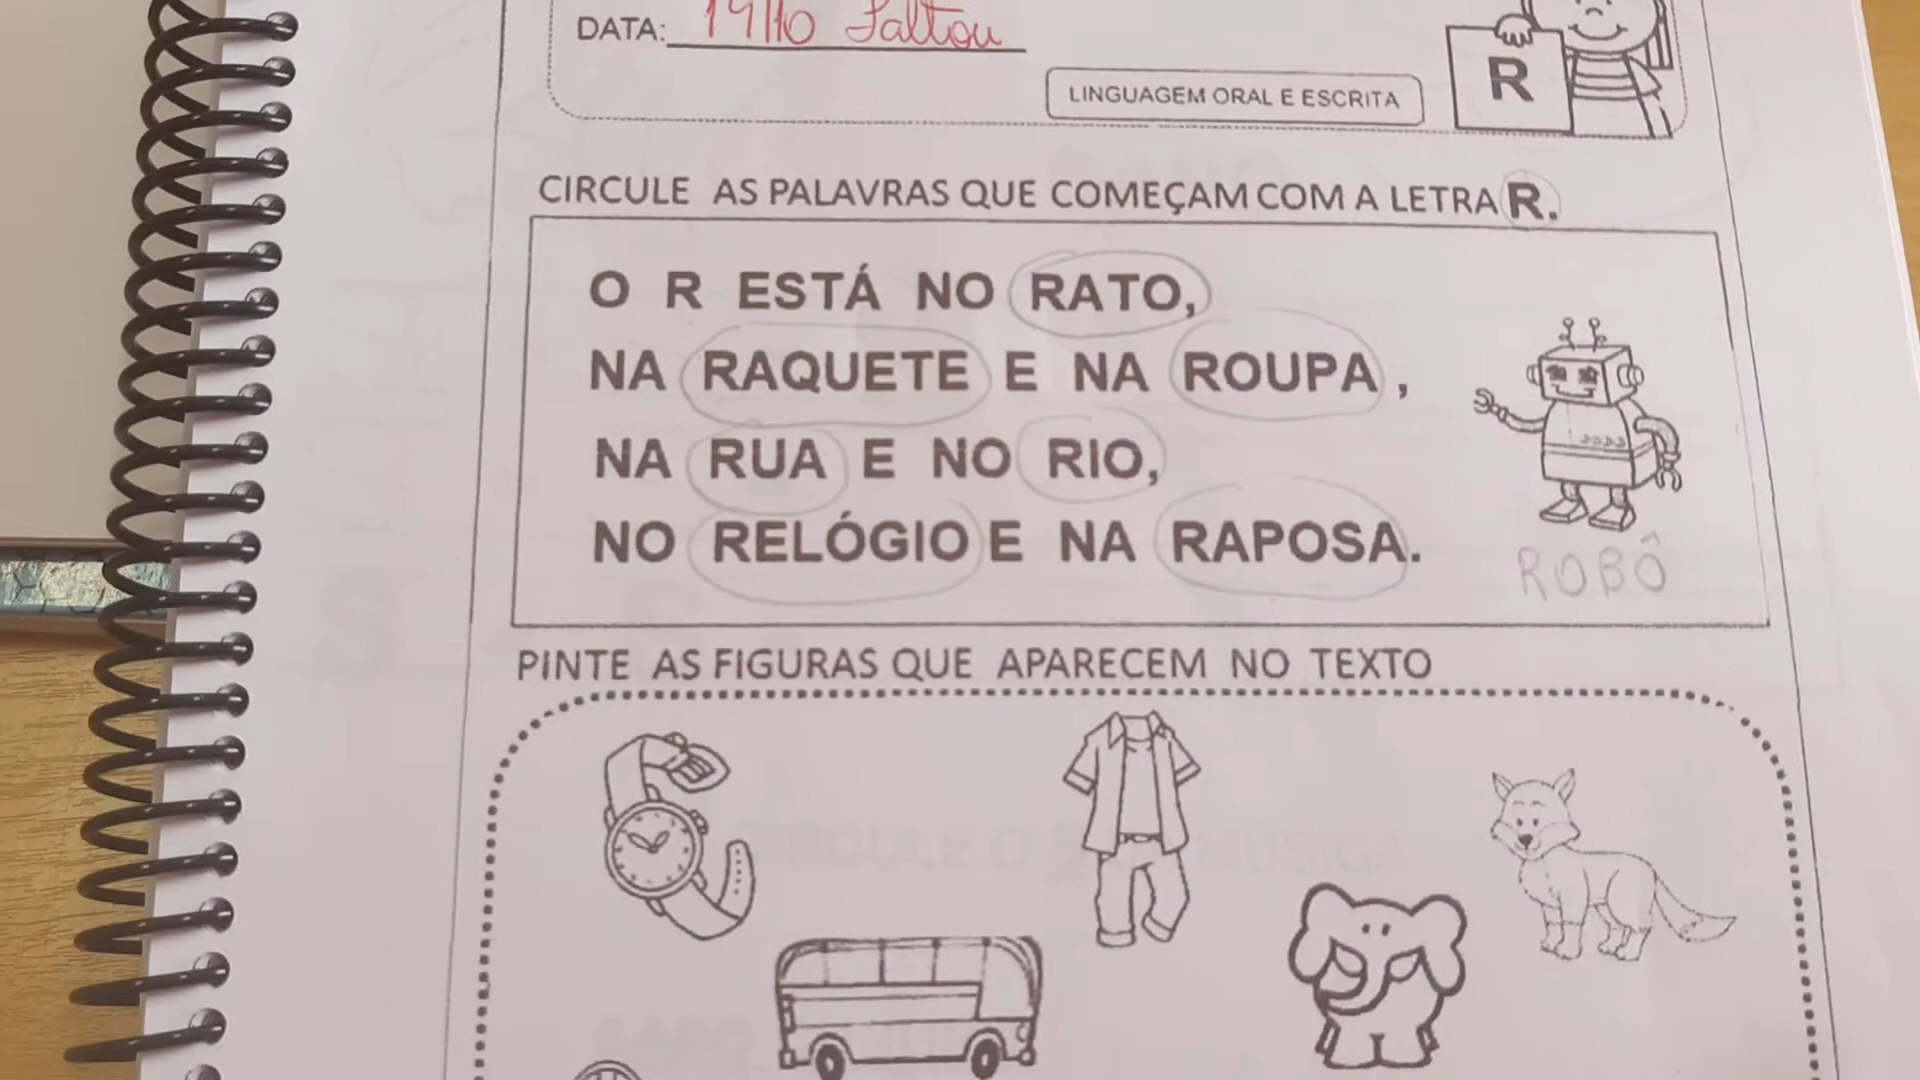 DATA: 19/10 Faltou
LINGUAGEM ORAL E ESCRITA
R
CIRCULE AS PALAVRAS QUE COMEÇAM COM A LETRA R.
O R ESTÁ NO RATO,
NA RAQUETE E NA ROUPA ,
NA RUA E NO RIO,
NO RELÓGIO E NA RAPOSA.
ROBÔ
PINTE AS FIGURAS QUE APARECEM NO TEXTO